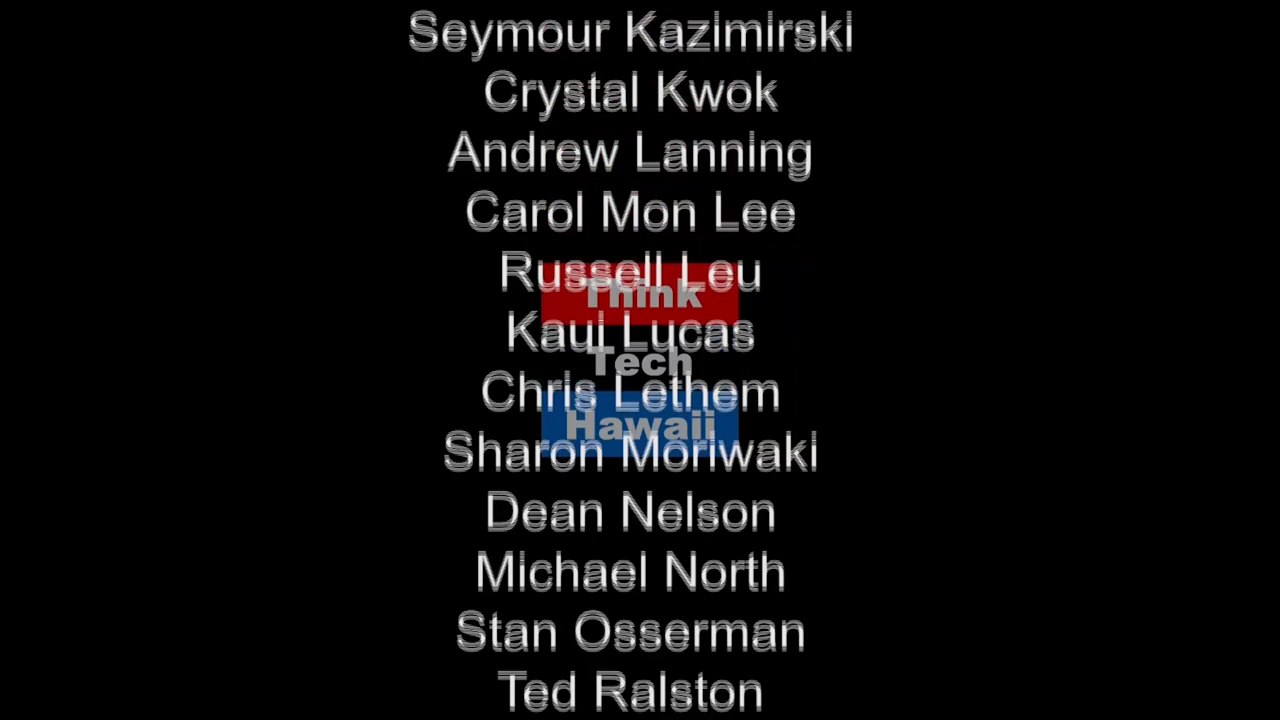 Seymour Kazimirski
Crystal Kwok
Andrew Lanning
Carol Mon Lee
Russell Leu
Think
Kaui Lucas
Tech
Chris Lethem
Hawaii
Sharon Moriwaki
Dean Nelson
Michael North
Stan Osserman
Ted Ralston